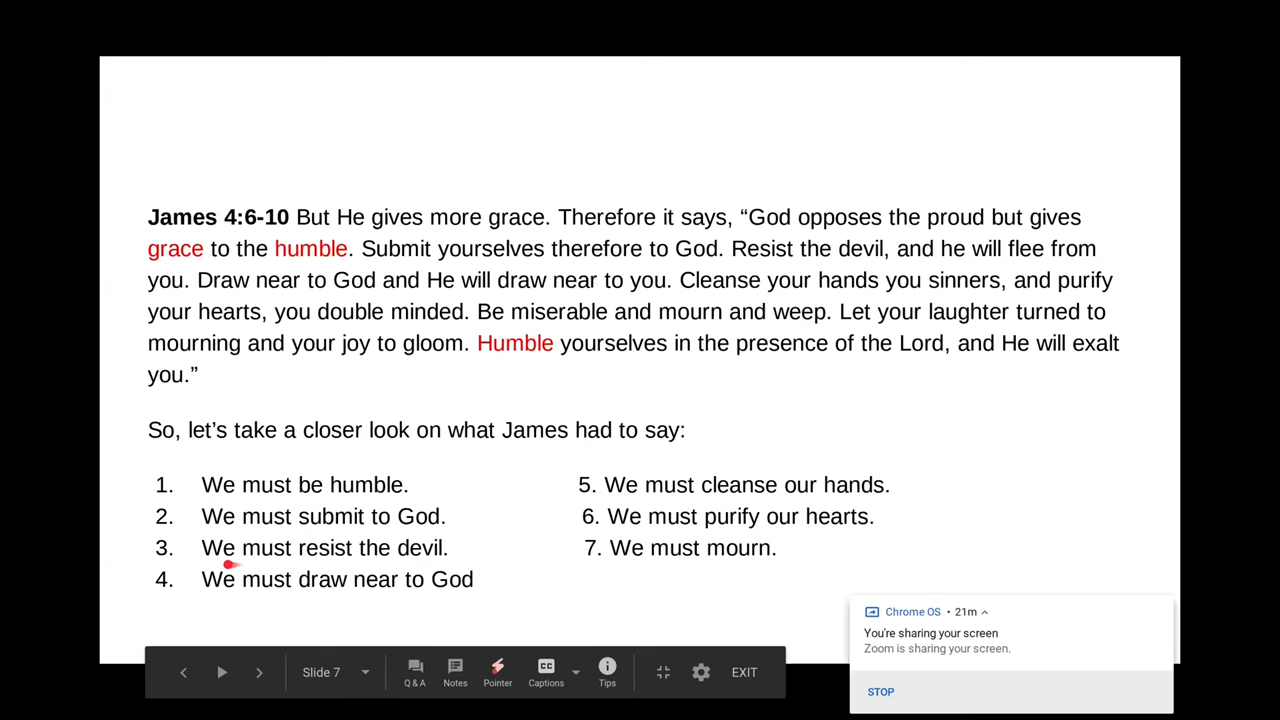 James 4:6-10 But He gives more grace. Therefore it says, “God opposes the proud but gives
grace to the humble. Submit yourselves therefore to God. Resist the devil, and he will flee from
you. Draw near to God and He will draw near to you. Cleanse your hands you sinners, and purify
your hearts, you double minded. Be miserable and mourn and weep. Let your laughter turned to
mourning and your joy to gloom. Humble yourselves in the presence of the Lord, and He will exalt
you.”
So, let’s take a closer look on what James had to say:
1. We must be humble.
2. We must submit to God.
3. We must resist the devil.
4. We must draw near to God
5. We must cleanse our hands.
6. We must purify our hearts.
7. We must mourn.
Chrome OS • 21m
You're sharing your screen
Zoom is sharing your screen.
STOP
Slide 7
Q & A
Notes
Pointer
CC
Captions
Tips
EXIT